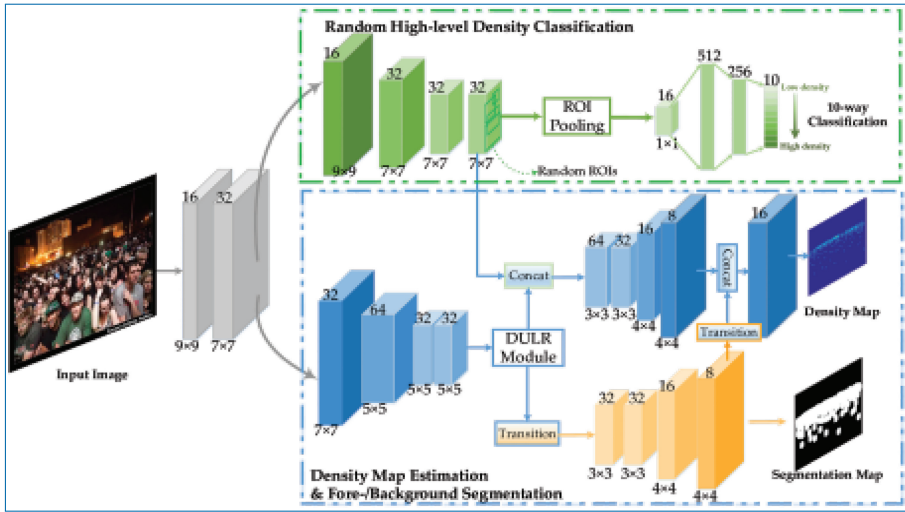 Random High-level Density Classification
16
32
32
32
512
256
10
16
Low density
ROI
Pooling
10-way
Classification
High density
1×1
9×9
7×7
7×7
7×7
Random ROIs
16
32
9×9
7×7
Input Image
32
64
32
32
7×7
5×5
5×5
5×5
Concat
DULR
Module
Transition
64
32
16
8
3×3
3×3
4×4
4×4
Concat
Transition
16
Density Map
32
32
16
8
3×3
3×3
4×4
4×4
Segmentation Map
Density Map Estimation
& Fore-/Background Segmentation